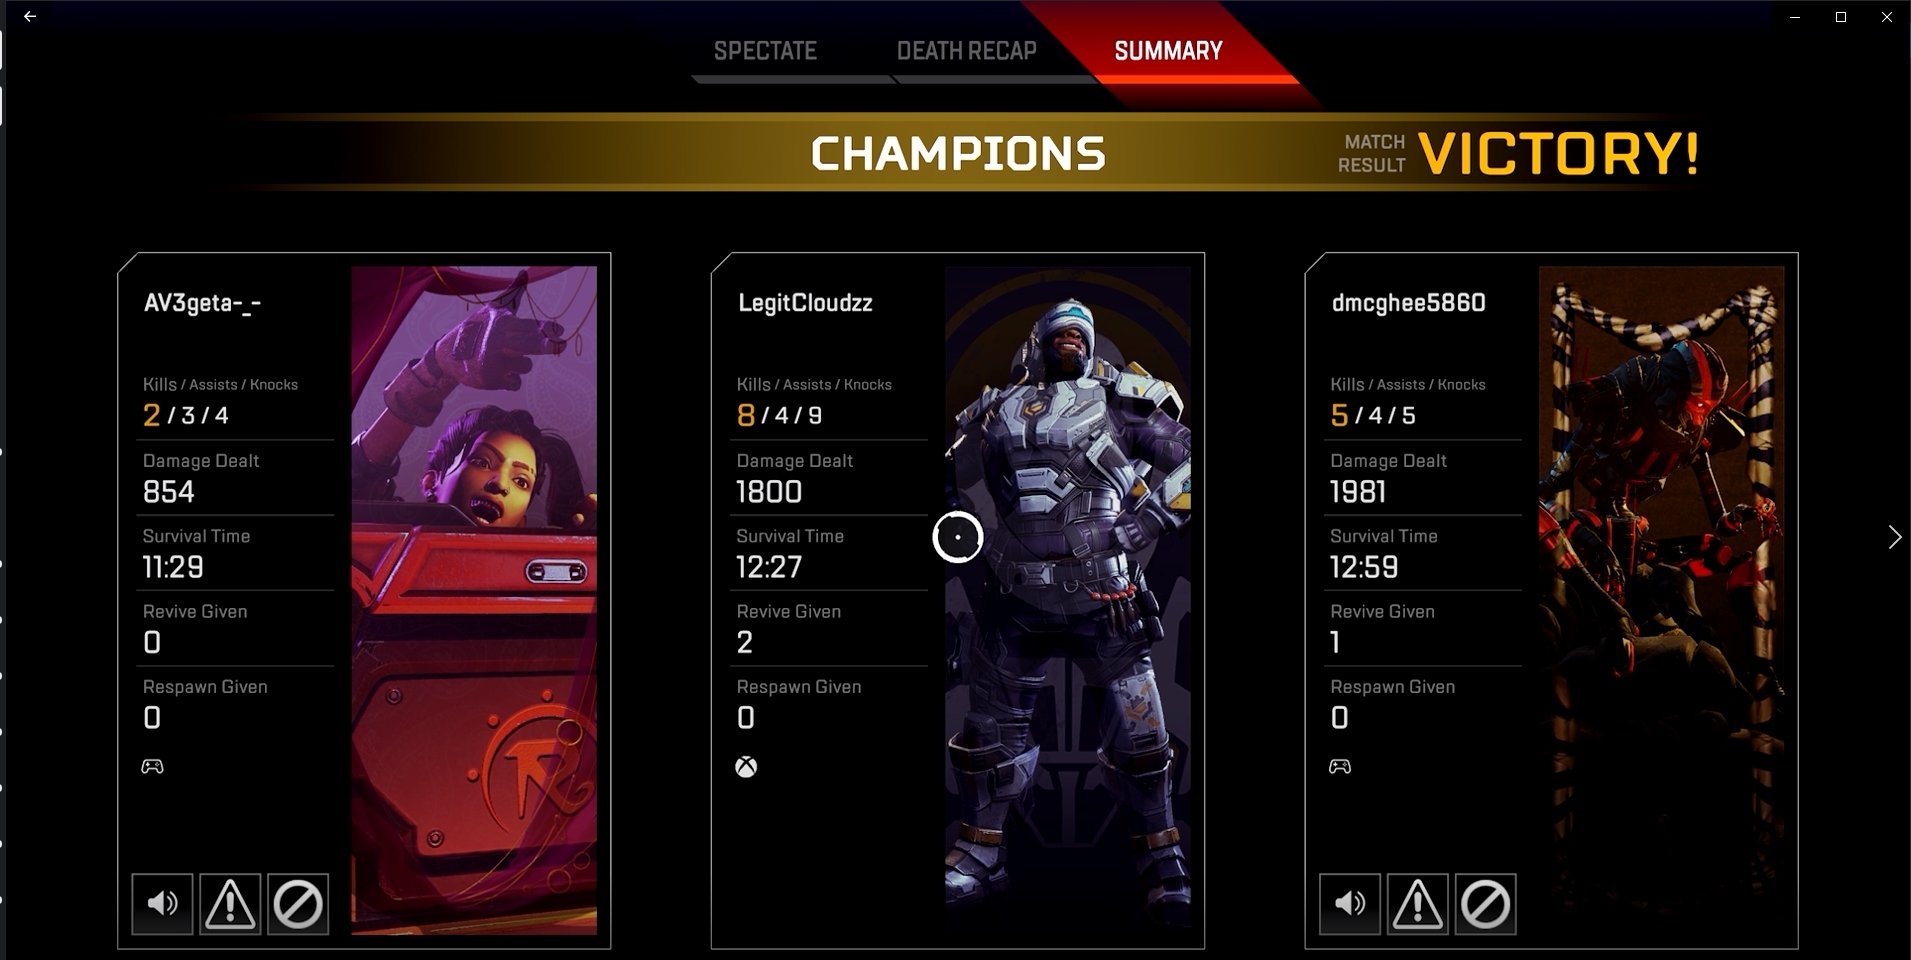 SPECTATE
DEATH RECAP
SUMMARY
CHAMPIONS
MATCH
RESULT
VICTORY!
AV3geta-_-
Kills / Assists / Knocks
2 / 3 / 4
Damage Dealt
854
Survival Time
11:29
Revive Given
0
Respawn Given
0
LegitCloudzz
Kills / Assists / Knocks
8 / 4 / 9
Damage Dealt
1800
Survival Time
12:27
Revive Given
2
Respawn Given
0
dmcghee5860
Kills / Assists / Knocks
5 / 4 / 5
Damage Dealt
1981
Survival Time
12:59
Revive Given
1
Respawn Given
0